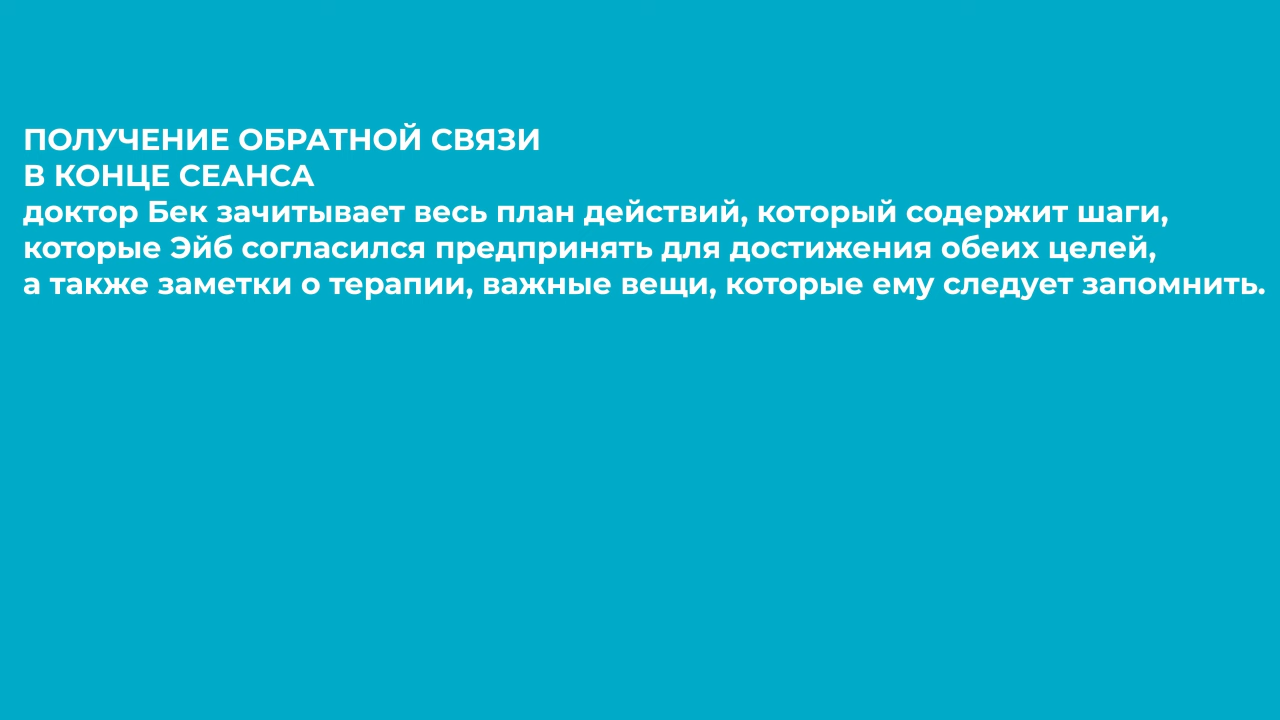 ПОЛУЧЕНИЕ ОБРАТНОЙ СВЯЗИ
В КОНЦЕ СЕАНСА
доктор Бек зачитывает весь план действий, который содержит шаги,
которые Эйб согласился предпринять для достижения обеих целей,
а также заметки о терапии, важные вещи, которые ему следует запомнить.